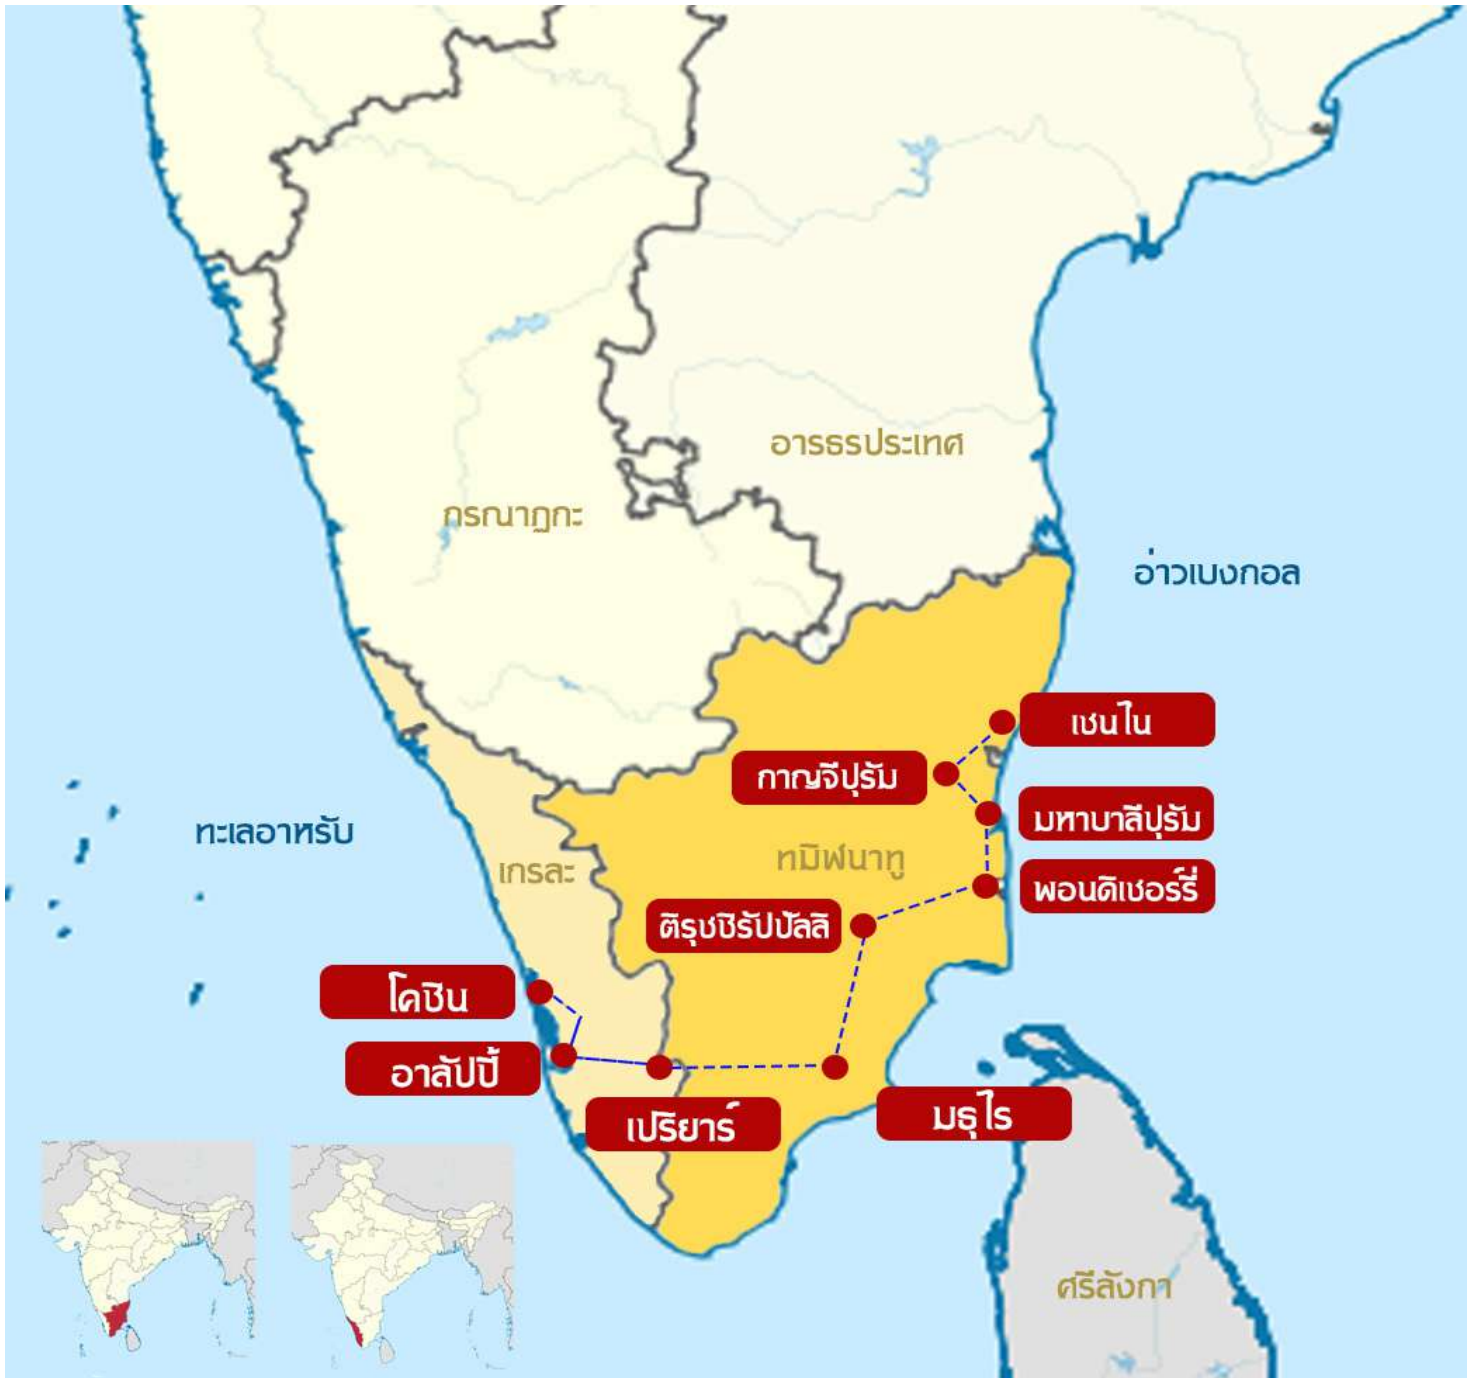 อารธรประเทศ
กรณาฏกะ
อ่าวเบงกอล
เชนไน
กาญจีปุรัม
มหาบาลีปุรัม
ทะเลอาหรับ
เกรละ
ทมิฬนาทู
พอนดิเชอร์รี่
ติรุชชิรัปปัลลิ
โคชิน
อาลัปปี้
เปริยาร์
มธุไร
ศรีลังกา